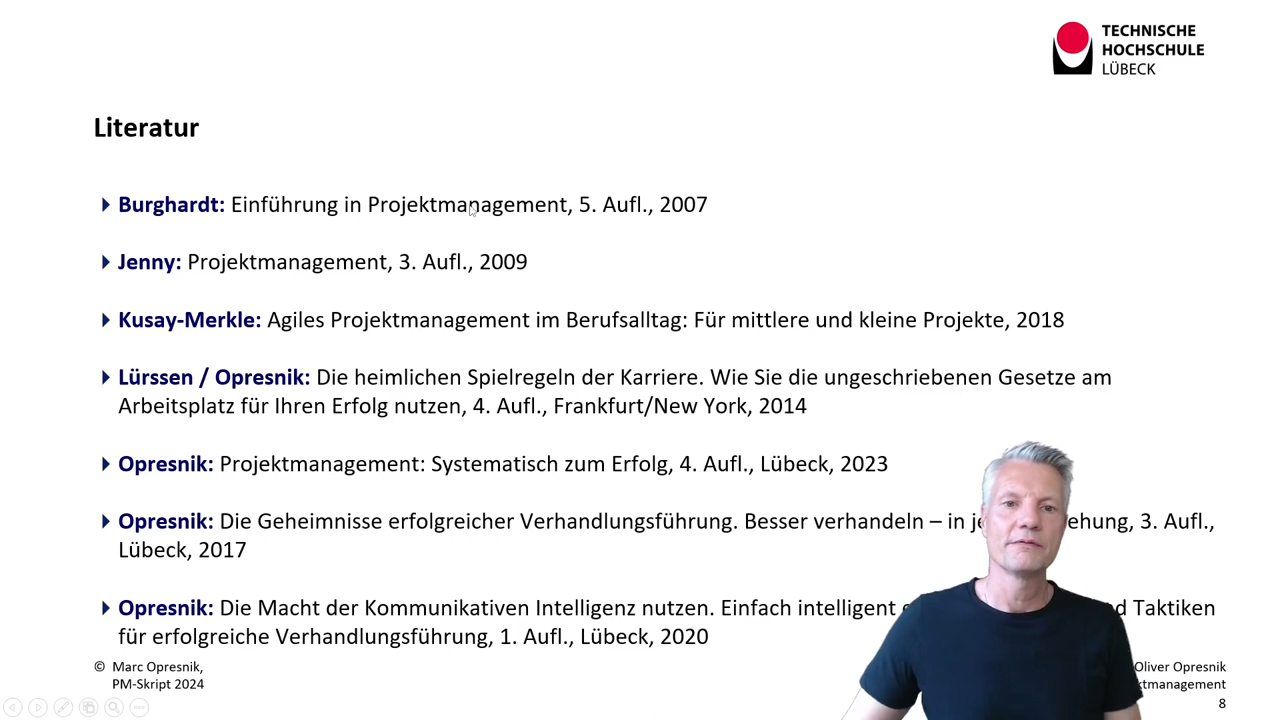 TECHNISCHE
HOCHSCHULE
LÜBECK
Literatur
Burghardt: Einführung in Projektmanagement, 5. Aufl., 2007
Jenny: Projektmanagement, 3. Aufl., 2009
Kusay-Merkle: Agiles Projektmanagement im Berufsalltag: Für mittlere und kleine Projekte, 2018
Lürssen / Opresnik: Die heimlichen Spielregeln der Karriere. Wie Sie die ungeschriebenen Gesetze am
Arbeitsplatz für Ihren Erfolg nutzen, 4. Aufl., Frankfurt/New York, 2014
Opresnik: Projektmanagement: Systematisch zum Erfolg, 4. Aufl., Lübeck, 2023
Opresnik: Die Geheimnisse erfolgreicher Verhandlungsführung. Besser verhandeln – in 3. Aufl.,
Lübeck, 2017
Opresnik: Die Macht der Kommunikativen Intelligenz nutzen. Einfach intelligent Taktiken
für erfolgreiche Verhandlungsführung, 1. Aufl., Lübeck, 2020
© Marc Opresnik,
PM-Skript 2024
Oliver Opresnik
8